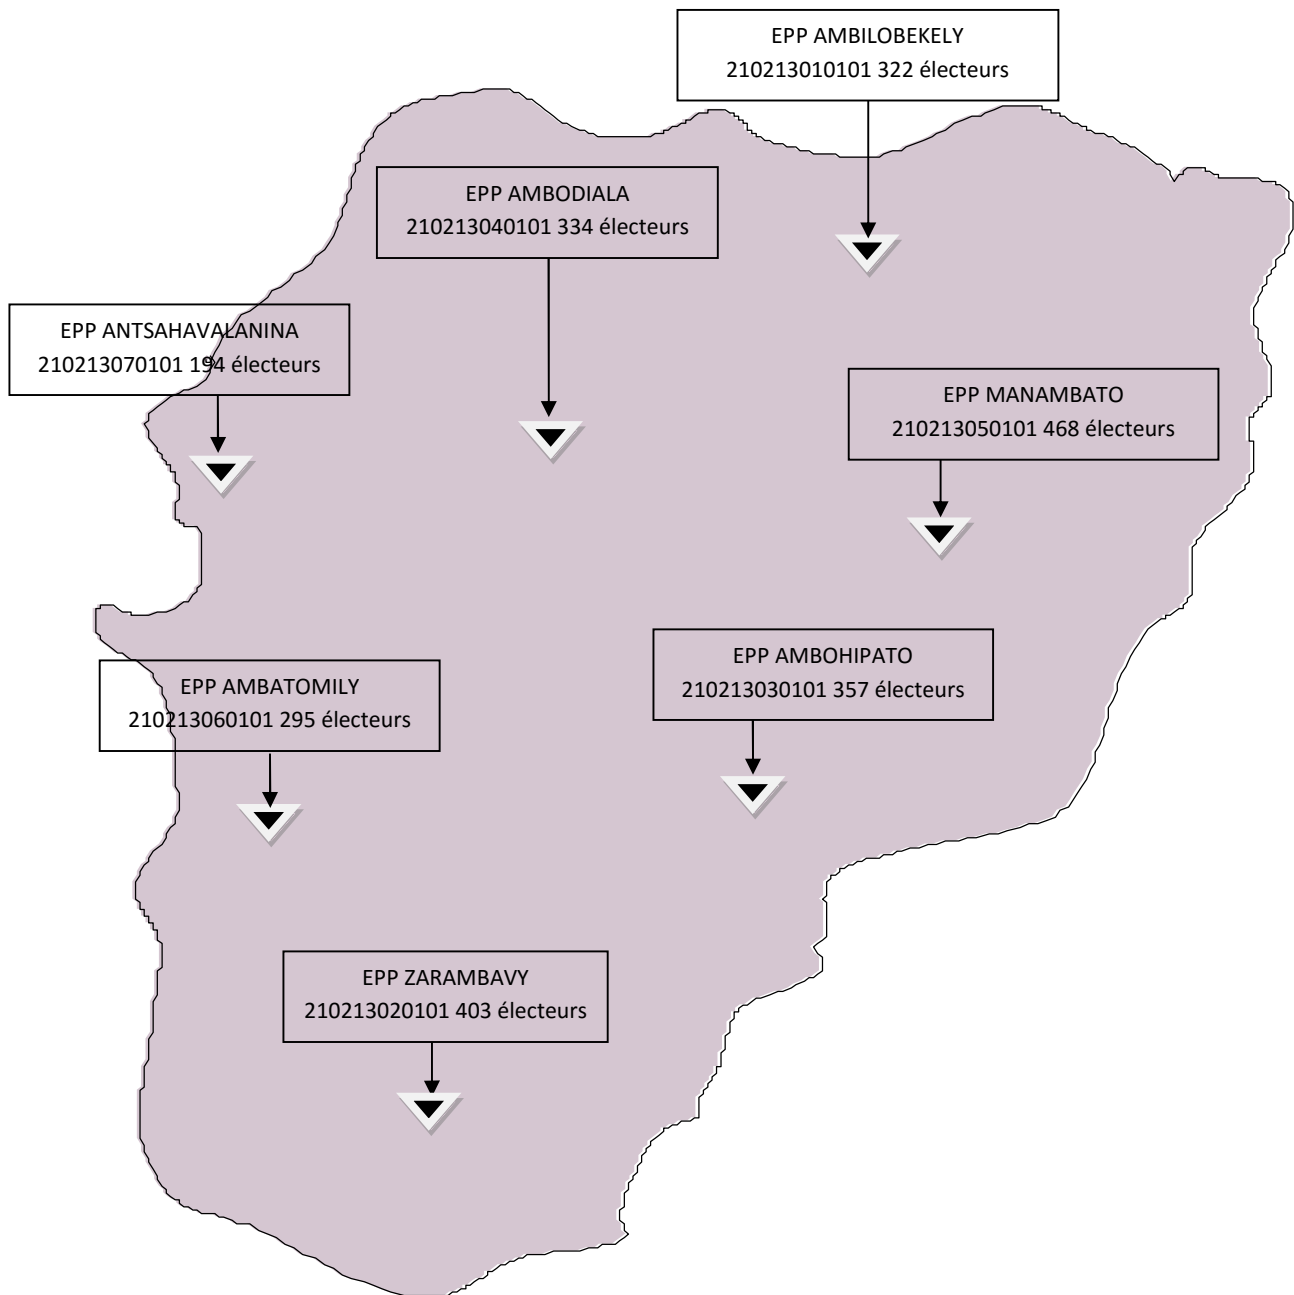 EPP AMBILOBEKELY
210213010101 322 électeurs
EPP AMBODIALA
210213040101 334 électeurs
EPP ANTSAHAVALANINA
210213070101 194 électeurs
EPP MANAMBATO
210213050101 468 électeurs
EPP AMBOHIPATO
210213030101 357 électeurs
EPP AMBATOMILY
210213060101 295 électeurs
EPP ZARAMBAVY
210213020101 403 électeurs